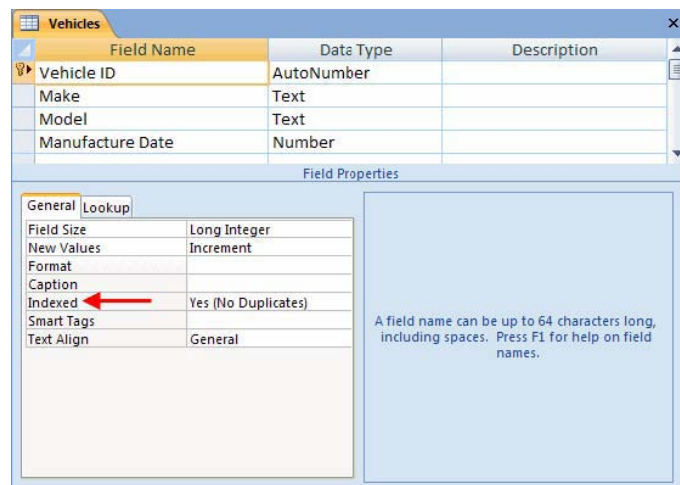 Vehicles x
Field Name Data Type Description
Vehicle ID AutoNumber
Make Text
Model Text
Manufacture Date Number
Field Properties
General Lookup
Field Size Long Integer
New Values Increment
Format
Caption
Indexed Yes (No Duplicates)
Smart Tags
Text Align General
A field name can be up to 64 characters long,
including spaces. Press F1 for help on field
names.